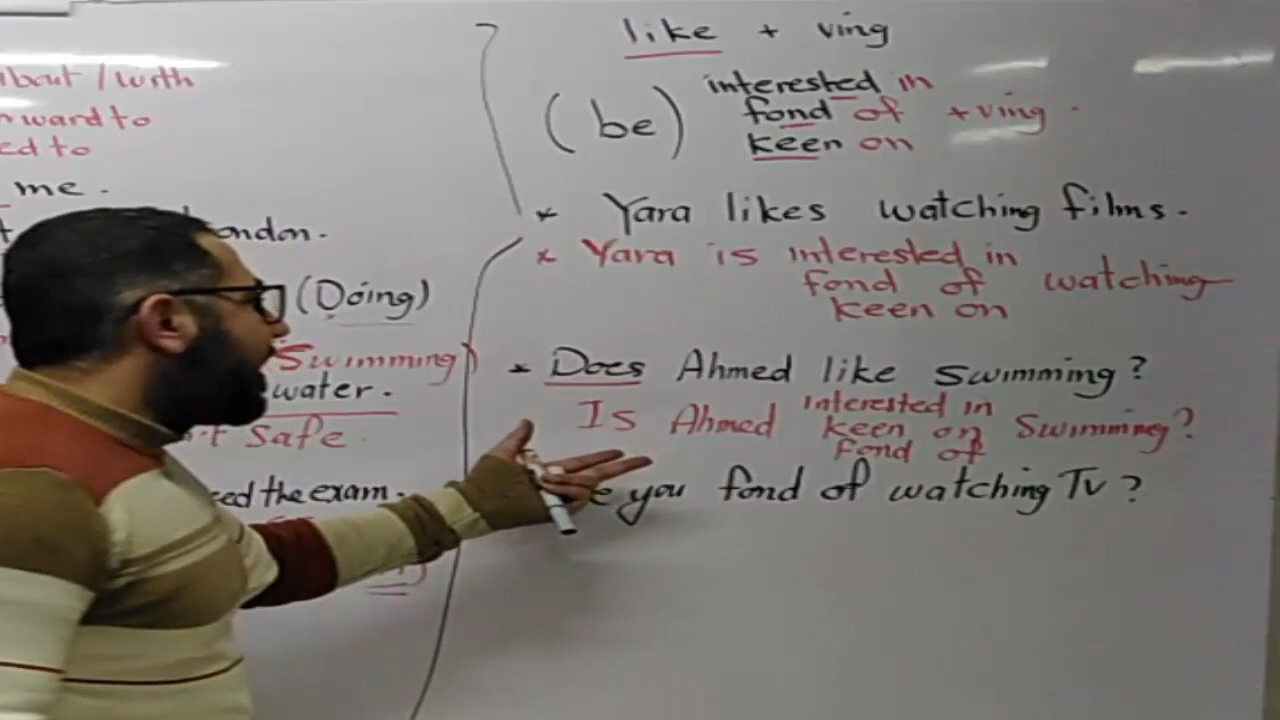 about / with
ward to
ed to
me.
ondon.
(Doing)
Swimming)
water.
Safe
the exam.
like + ving
(be) interested in
fond of + ving.
keen on
* Yara likes watching films.
* Yara is interested in
fond of watching
keen on
* Does Ahmed like swimming?
Is Ahmed interested in
keen on Swimming?
fond of
e you fond of watching Tv?